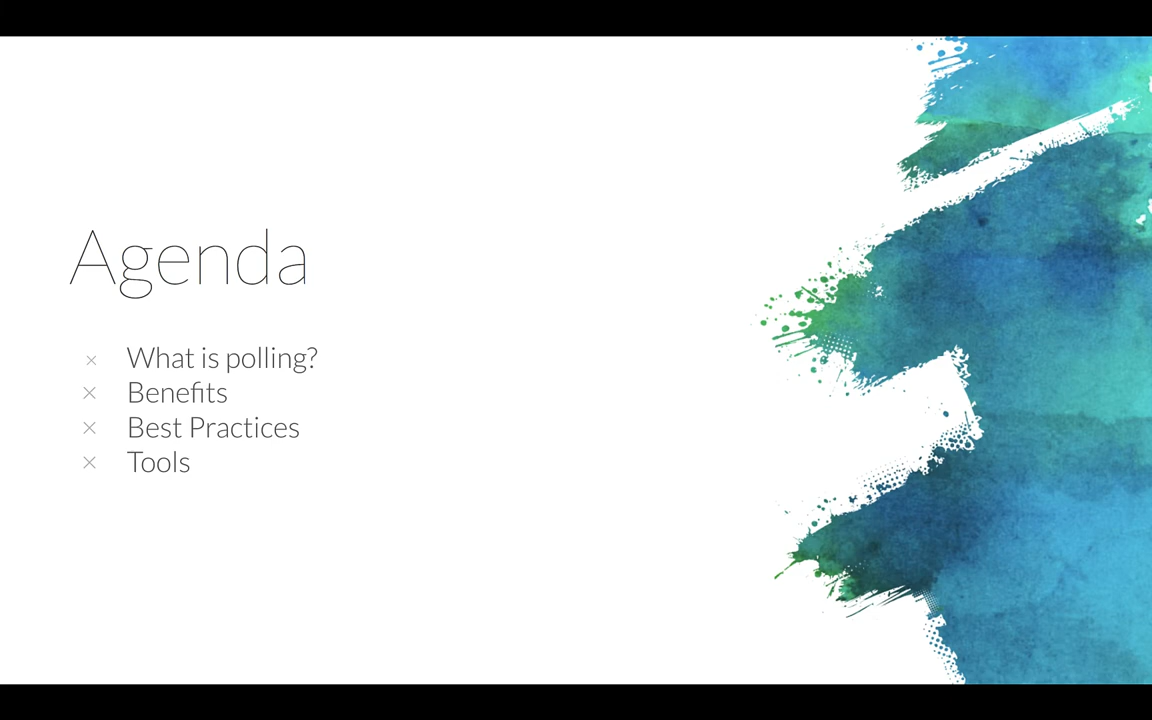 Agenda
× What is polling?
× Benefits
× Best Practices
× Tools